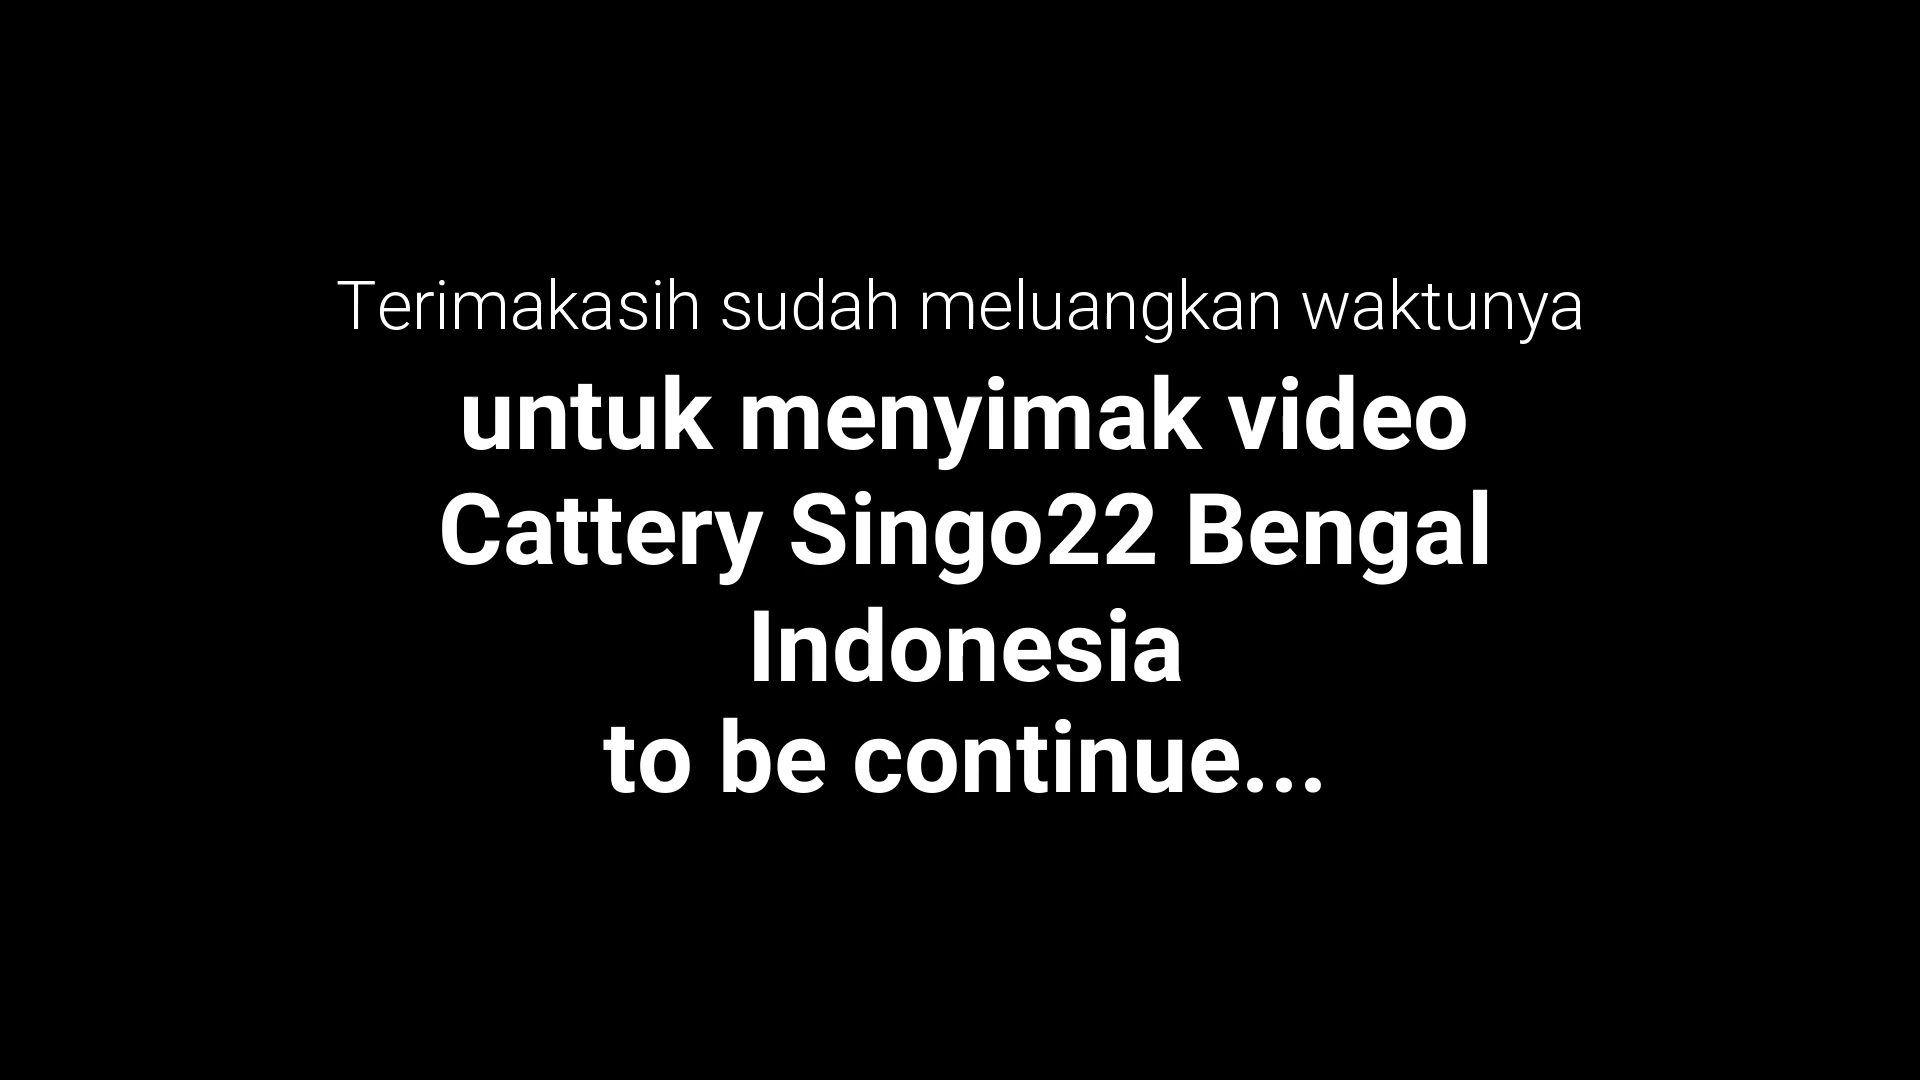 Terimakasih sudah meluangkan waktunya
untuk menyimak video
Cattery Singo22 Bengal
Indonesia
to be continue...